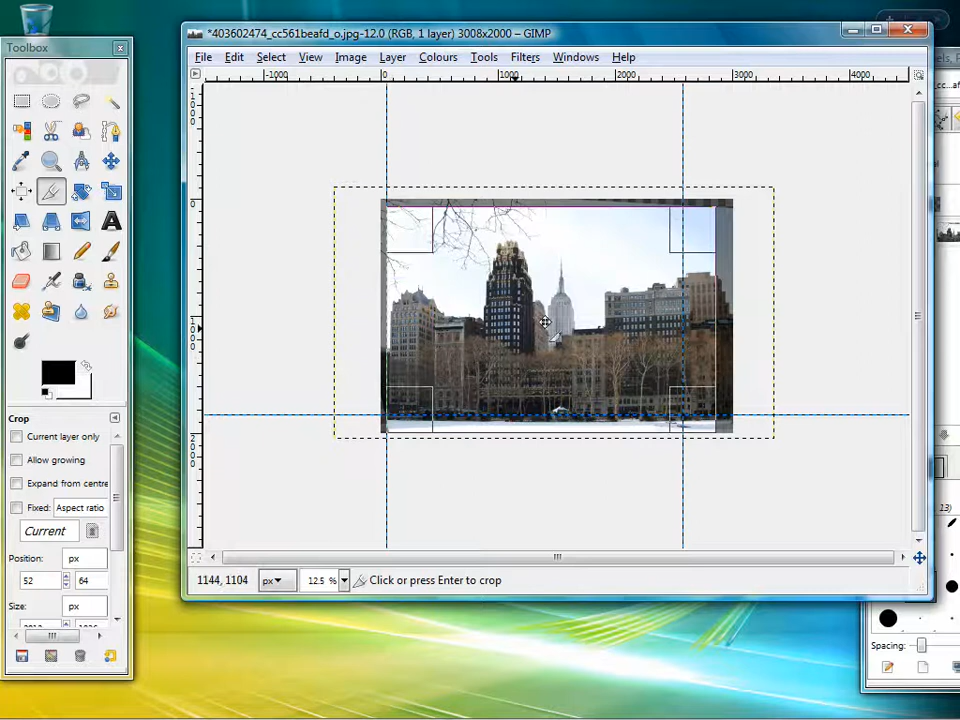 *403602474_cc561beafd_o.jpg-12.0 (RGB, 1 layer) 3008x2000 – GIMP
Toolbox
File Edit Select View Image Layer Colours Tools Filters Windows Help
-1000 0 1000 2000 3000 4000
Crop
Current layer only
Allow growing
Expand from centre
Fixed: Aspect ratio
Current
Position: px
52 64
Size: px
1144, 1104 px 12.5 % Click or press Enter to crop
13)
Spacing: